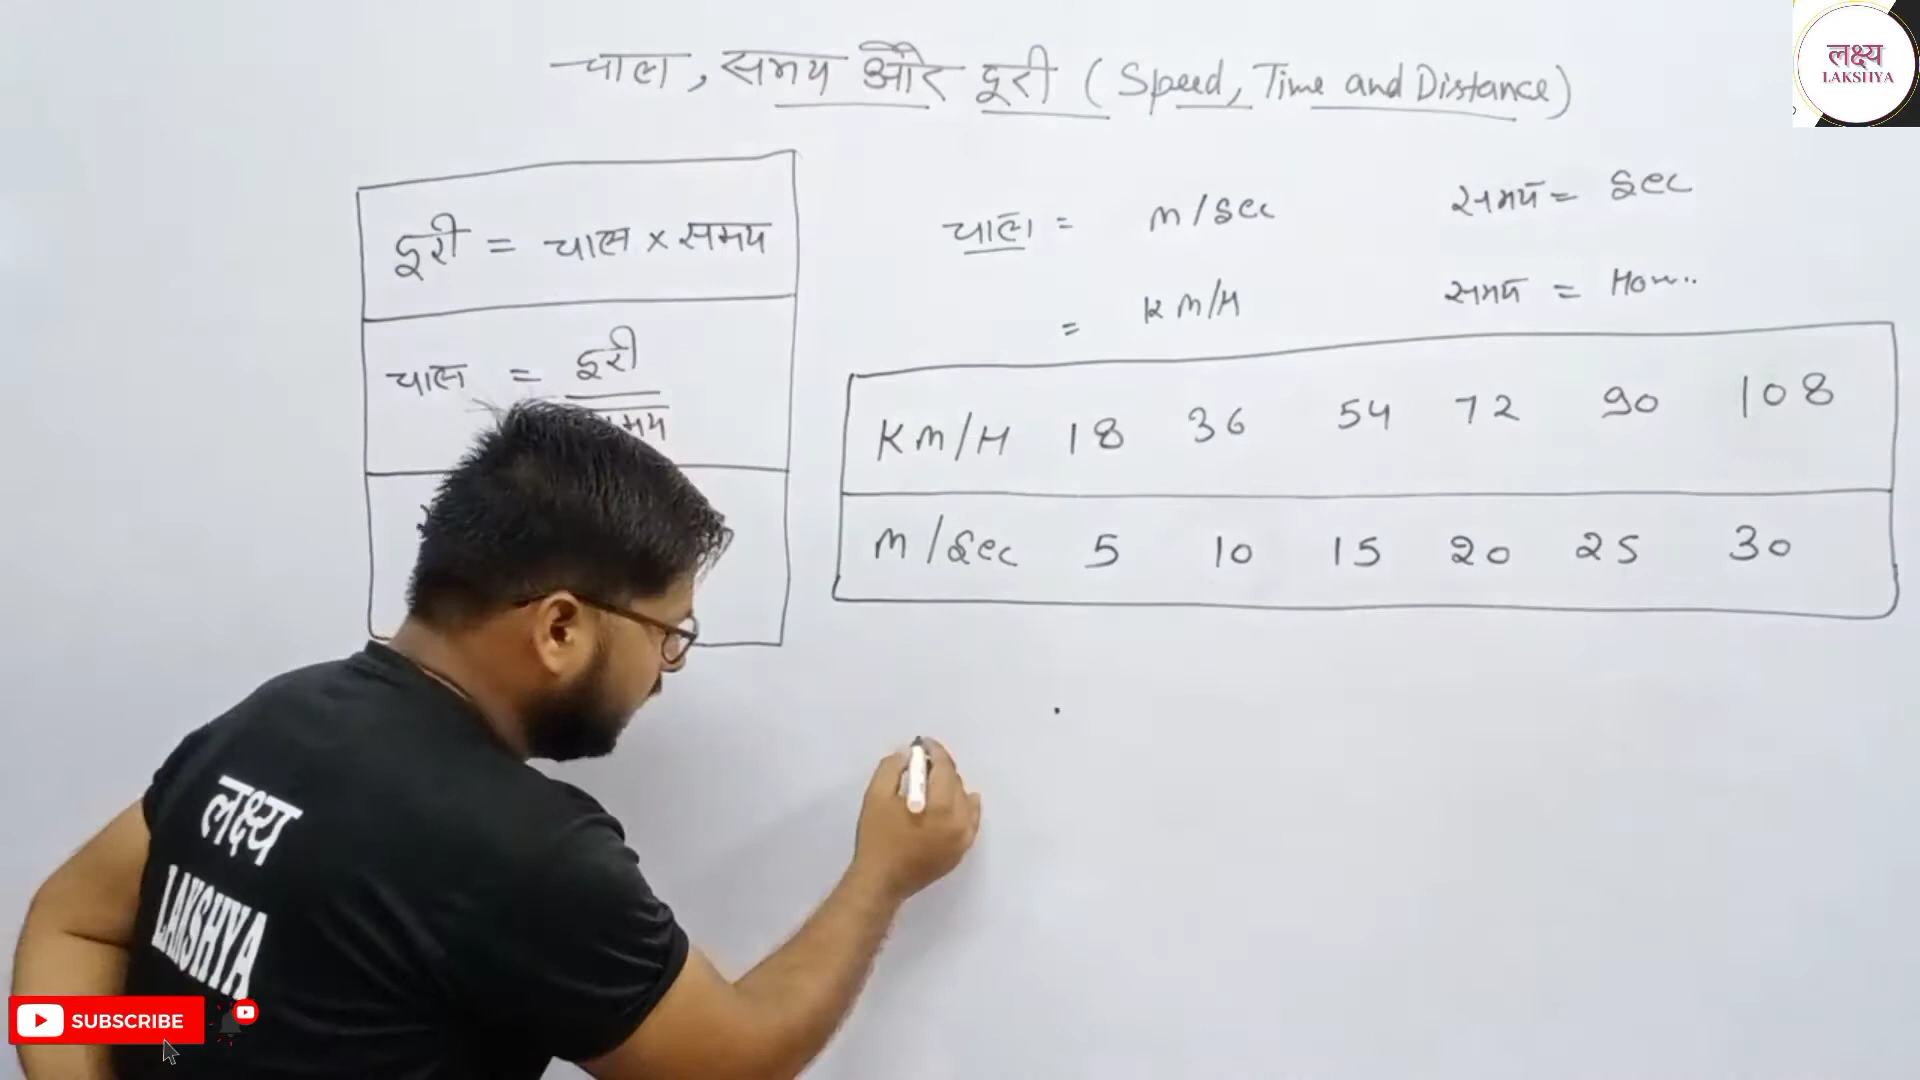 चाल, समय और दूरी (Speed, Time and Distance)
लक्ष्य
LAKSHYA
दूरी = चाल × समय
चाल = दूरी
चाल = m/sec समय = sec
= Km/H समय = Hour..
Km/H 18 36 54 72 90 108
m/sec 5 10 15 20 25 30
लक्ष्य
LAKSHYA
SUBSCRIBE